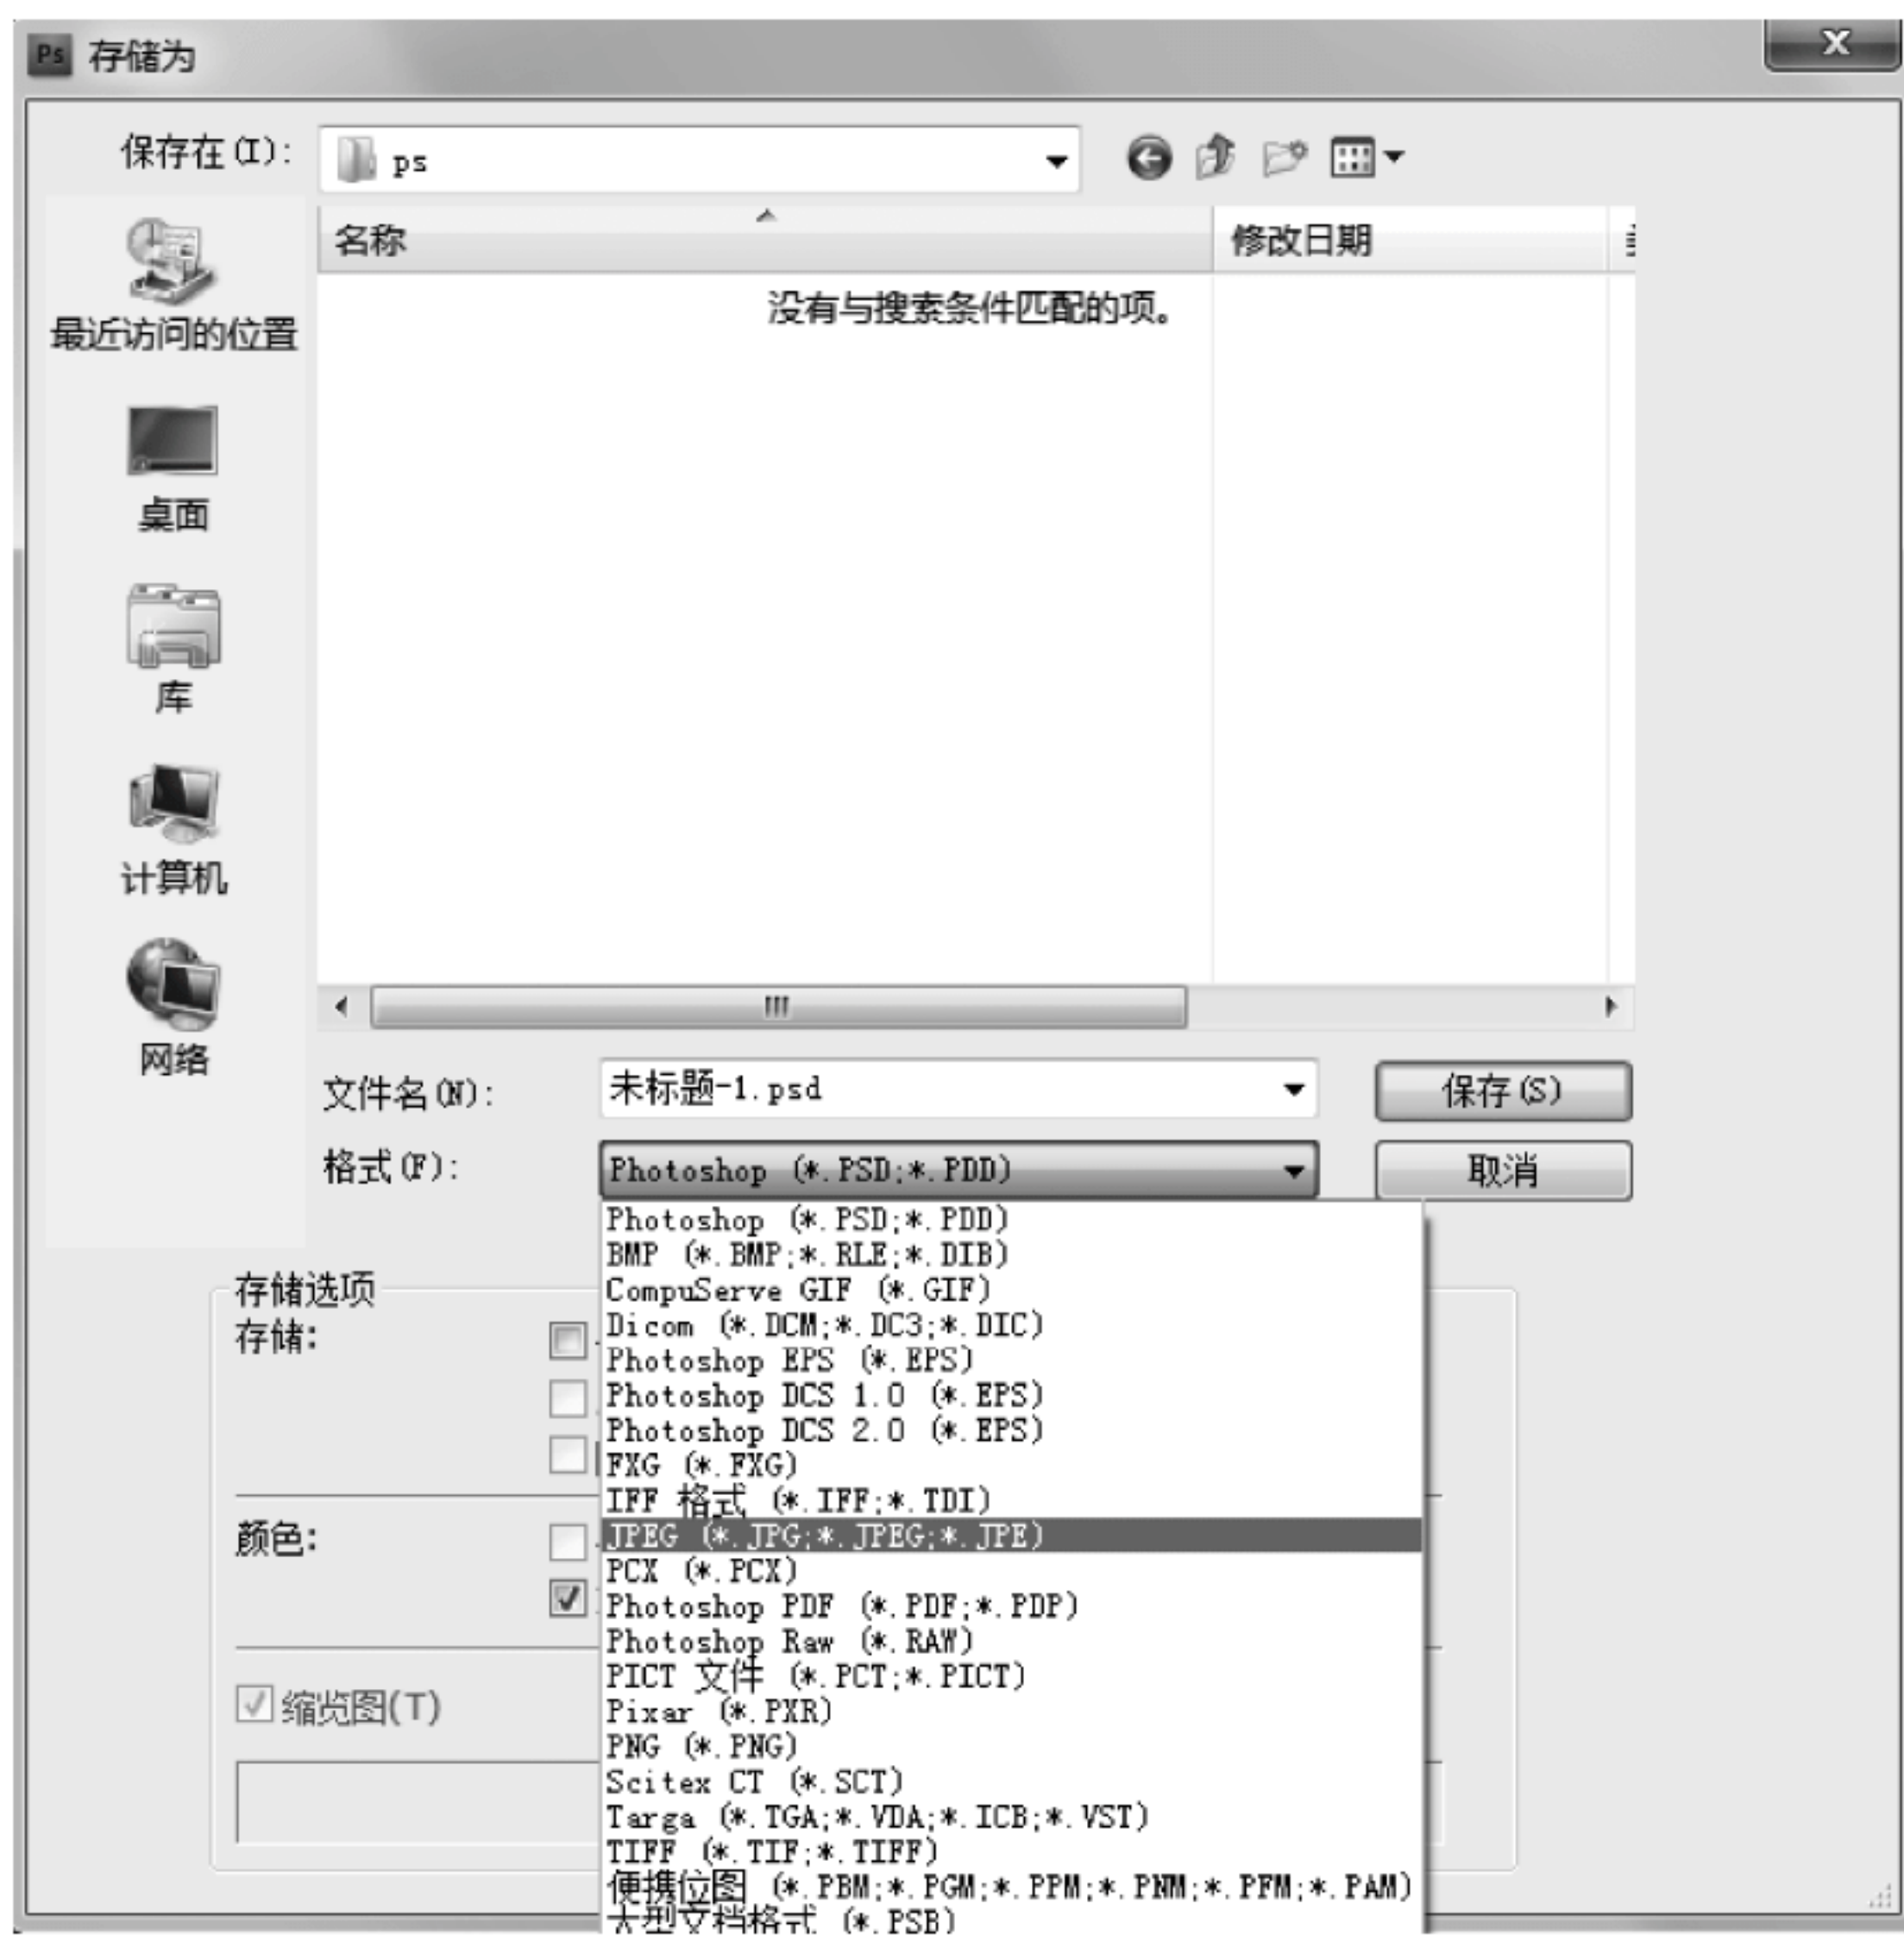 Ps 存储为
保存在(I): ps
名称 修改日期
没有与搜索条件匹配的项。
最近访问的位置
桌面
库
计算机
网络
文件名(N): 未标题-1.psd 保存(S)
格式(F): Photoshop (*.PSD;*.PDD) 取消
Photoshop (*.PSD;*.PDD)
BMP (*.BMP;*.RLE;*.DIB)
CompuServe GIF (*.GIF)
Dicom (*.DCM;*.DC3;*.DIC)
Photoshop EPS (*.EPS)
Photoshop DCS 1.0 (*.EPS)
Photoshop DCS 2.0 (*.EPS)
FXG (*.FXG)
IFF 格式 (*.IFF;*.TDI)
JPEG (*.JPG;*.JPEG;*.JPE)
PCX (*.PCX)
Photoshop PDF (*.PDF;*.PDP)
Photoshop Raw (*.RAW)
PICT 文件 (*.PCT;*.PICT)
Pixar (*.PXR)
PNG (*.PNG)
Scitex CT (*.SCT)
Targa (*.TGA;*.VDA;*.ICB;*.VST)
TIFF (*.TIF;*.TIFF)
便携位图 (*.PBM;*.PGM;*.PPM;*.PNM;*.PFM;*.PAM)
大型文档格式 (*.PSB)
存储选项
存储:
颜色:
缩览图(T)